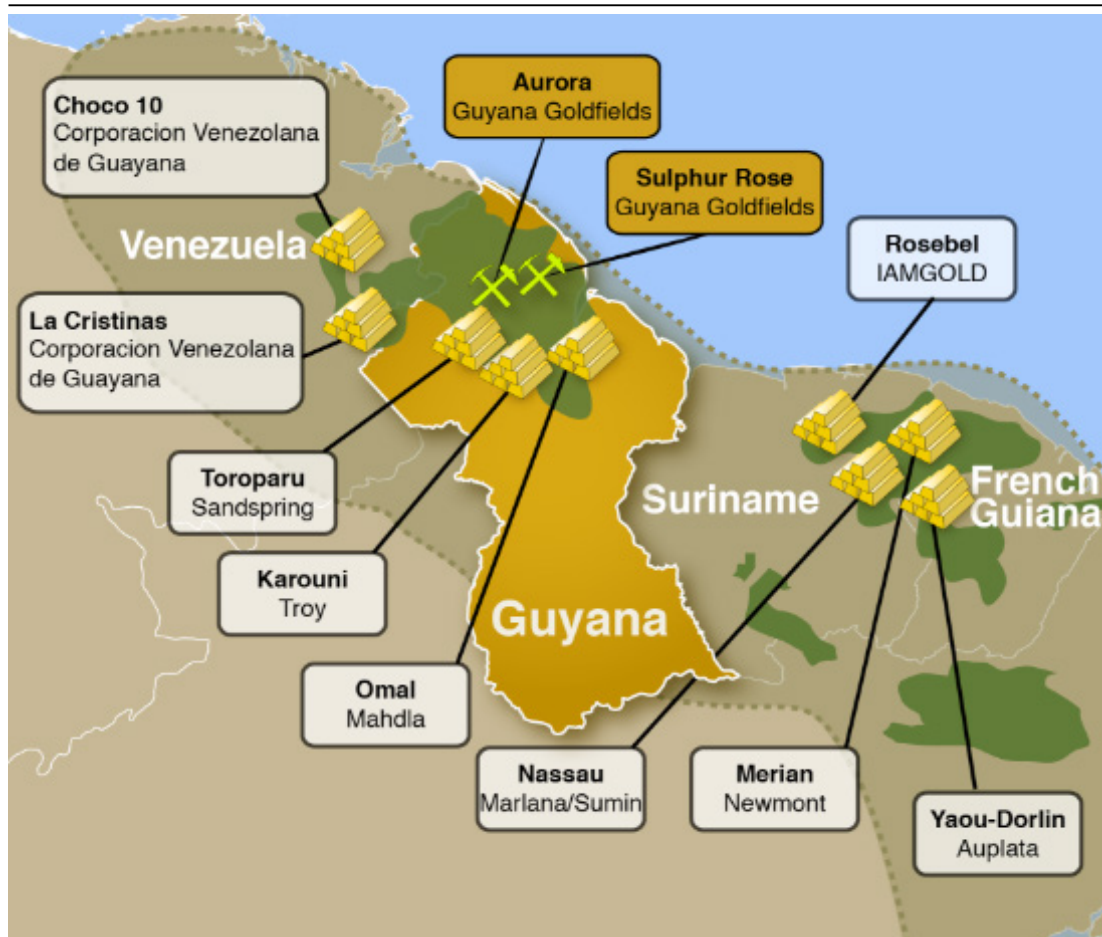 Aurora
Guyana Goldfields
Choco 10
Corporacion Venezolana
de Guayana
Sulphur Rose
Guyana Goldfields
Venezuela
Rosebel
IAMGOLD
La Cristinas
Corporacion Venezolana
de Guayana
Toroparu
Sandspring
Suriname
French
Guiana
Karouni
Troy
Guyana
Omal
Mahdla
Nassau
Marlana/Sumin
Merian
Newmont
Yaou-Dorlin
Auplata